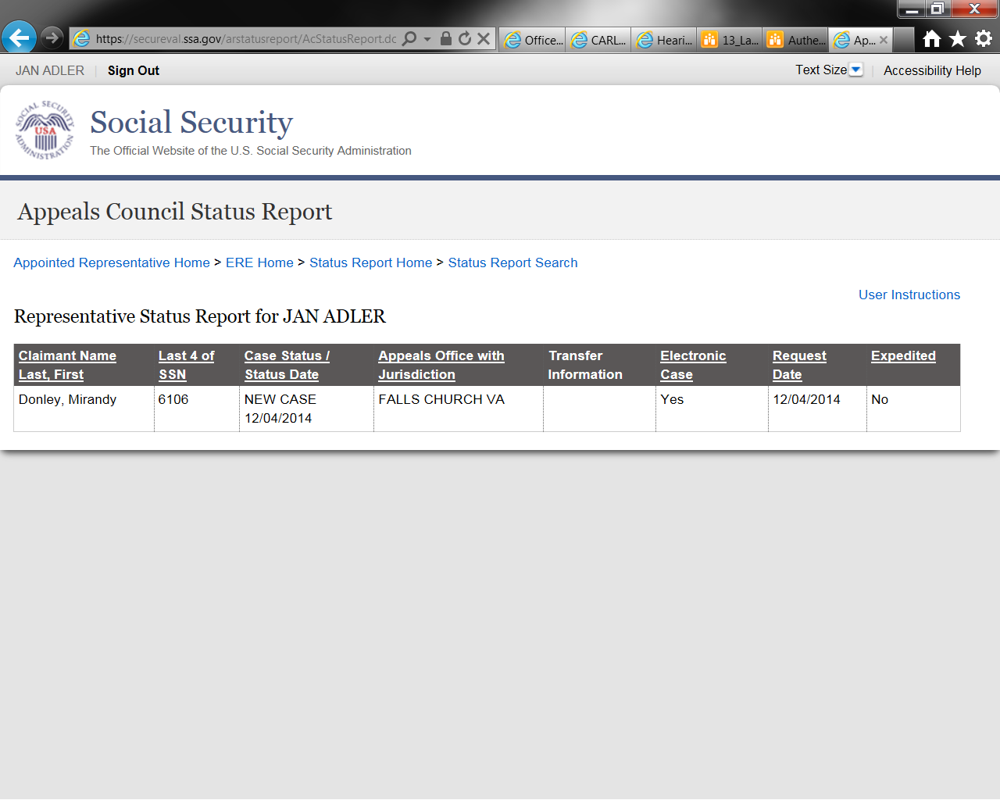 https://secureval.ssa.gov/arstatusreport/AcStatusReport.dc
Office... CARL... Heari... 13_La... Authe... Ap...
JAN ADLER | Sign Out Text Size | Accessibility Help
SOCIAL SECURITY ADMINISTRATION
USA
Social Security
The Official Website of the U.S. Social Security Administration
Appeals Council Status Report
Appointed Representative Home > ERE Home > Status Report Home > Status Report Search
User Instructions
Representative Status Report for JAN ADLER
Claimant Name Last 4 of Case Status / Appeals Office with Transfer Electronic Request Expedited
Last, First SSN Status Date Jurisdiction Information Case Date
Donley, Mirandy 6106 NEW CASE FALLS CHURCH VA Yes 12/04/2014 No
12/04/2014